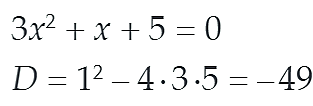 3x² + x + 5 = 0
D = 1² − 4·3·5 = −49